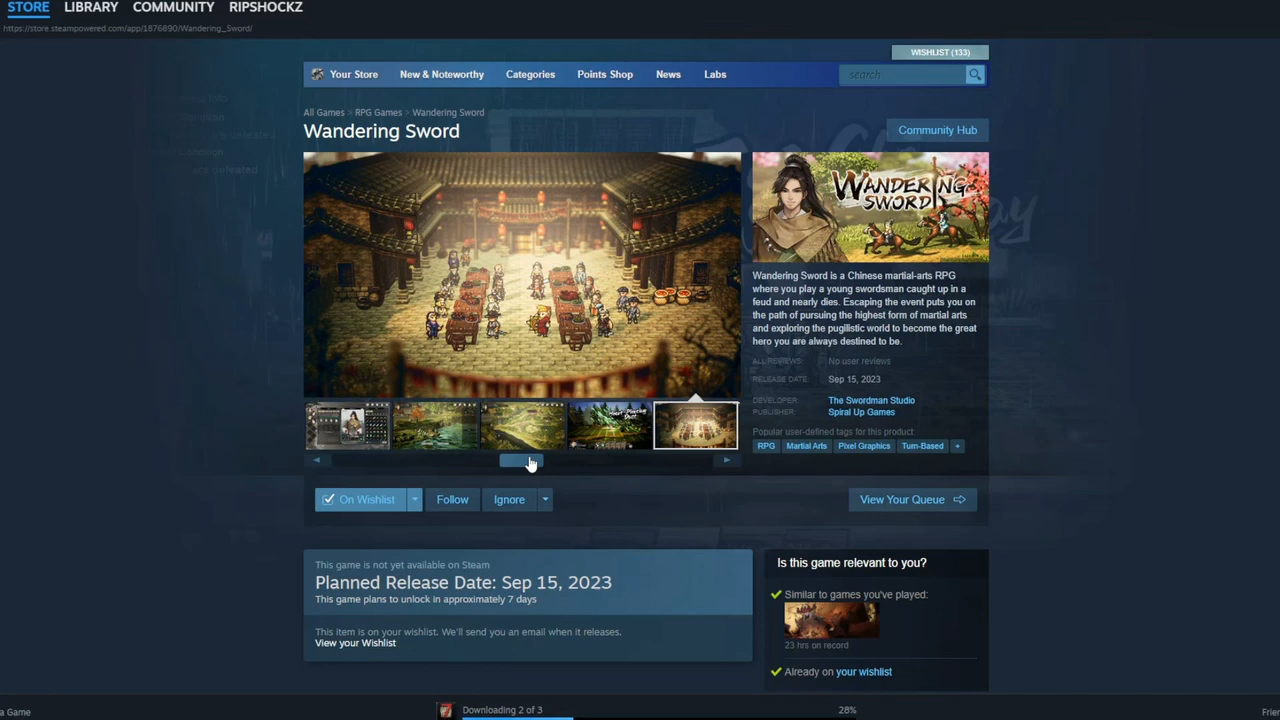 STORE LIBRARY COMMUNITY RIPSHOCKZ
https://store.steampowered.com/app/1876890/Wandering_Sword/
WISHLIST (133)
Your Store New & Noteworthy Categories Points Shop News Labs search
All Games > RPG Games > Wandering Sword
Wandering Sword
Community Hub
WANDERING
SWORD
Wandering Sword is a Chinese martial-arts RPG
where you play a young swordsman caught up in a
feud and nearly dies. Escaping the event puts you on
the path of pursuing the highest form of martial arts
and exploring the pugilistic world to become the great
hero you are always destined to be.
ALL REVIEWS: No user reviews
RELEASE DATE: Sep 15, 2023
DEVELOPER: The Swordman Studio
PUBLISHER: Spiral Up Games
Popular user-defined tags for this product:
RPG Martial Arts Pixel Graphics Turn-Based +
On Wishlist Follow Ignore View Your Queue
This game is not yet available on Steam
Planned Release Date: Sep 15, 2023
This game plans to unlock in approximately 7 days
This item is on your wishlist. We'll send you an email when it releases.
View your Wishlist
Is this game relevant to you?
Similar to games you've played:
23 hrs on record
Already on your wishlist
a Game Downloading 2 of 3 28% Frie